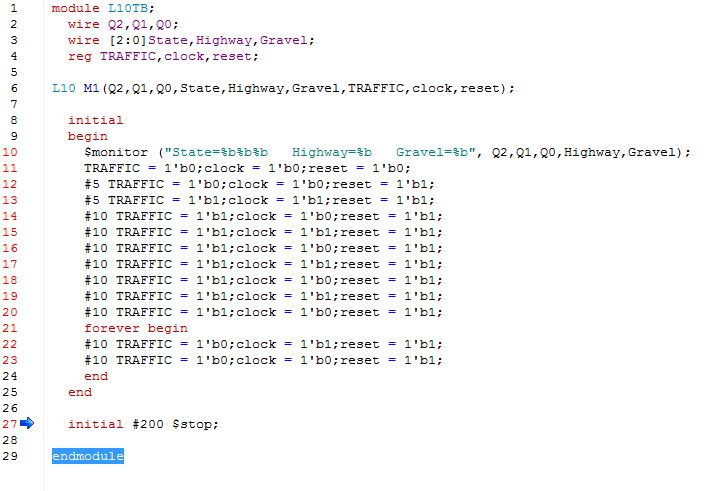 1 module L10TB;
2 wire Q2,Q1,Q0;
3 wire [2:0]State,Highway,Gravel;
4 reg TRAFFIC,clock,reset;
5
6 L10 M1(Q2,Q1,Q0,State,Highway,Gravel,TRAFFIC,clock,reset);
7
8 initial
9 begin
10 $monitor ("State=%b%b%b   Highway=%b   Gravel=%b", Q2,Q1,Q0,Highway,Gravel);
11 TRAFFIC = 1'b0;clock = 1'b0;reset = 1'b0;
12 #5 TRAFFIC = 1'b0;clock = 1'b0;reset = 1'b1;
13 #5 TRAFFIC = 1'b1;clock = 1'b1;reset = 1'b1;
14 #10 TRAFFIC = 1'b1;clock = 1'b0;reset = 1'b1;
15 #10 TRAFFIC = 1'b1;clock = 1'b1;reset = 1'b1;
16 #10 TRAFFIC = 1'b1;clock = 1'b0;reset = 1'b1;
17 #10 TRAFFIC = 1'b1;clock = 1'b1;reset = 1'b1;
18 #10 TRAFFIC = 1'b1;clock = 1'b0;reset = 1'b1;
19 #10 TRAFFIC = 1'b1;clock = 1'b1;reset = 1'b1;
20 #10 TRAFFIC = 1'b1;clock = 1'b0;reset = 1'b1;
21 forever begin
22 #10 TRAFFIC = 1'b0;clock = 1'b1;reset = 1'b1;
23 #10 TRAFFIC = 1'b0;clock = 1'b0;reset = 1'b1;
24 end
25 end
26
27 initial #200 $stop;
28
29 endmodule